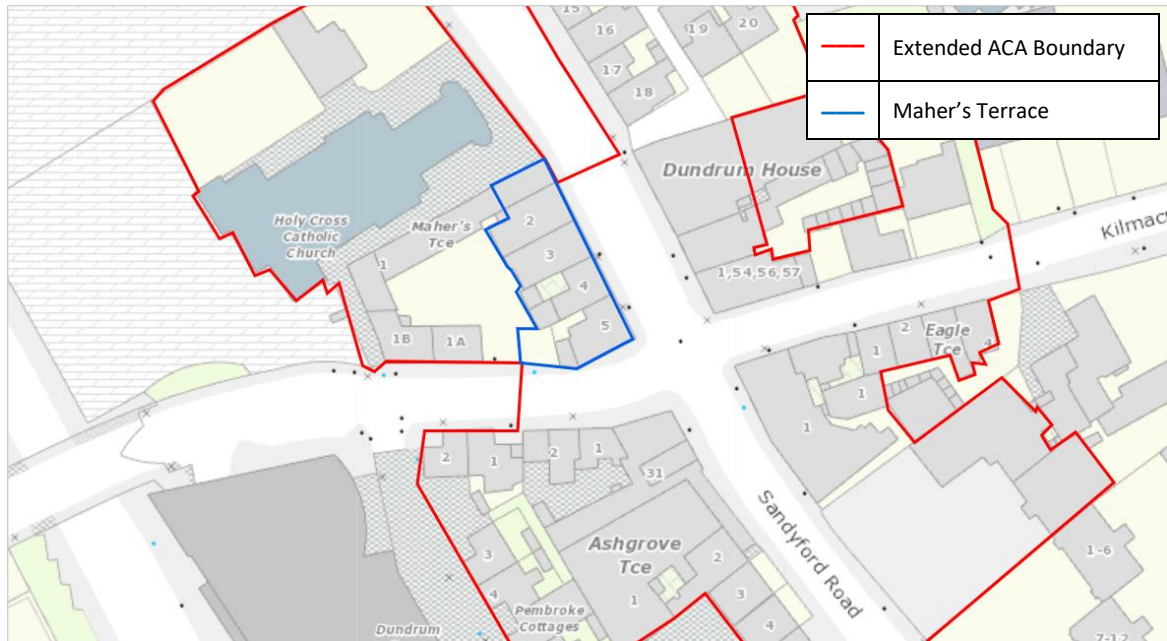 15
16
17
18
19
20
Extended ACA Boundary
Maher's Terrace
Dundrum House
Holy Cross
Catholic
Church
Maher's
Tce
1
2
3
4
5
1B
1A
1,54,56,57
Kilmac
Eagle
Tce
2
1
4
1
1
2
1
2
1
31
Sandyford Road
Ashgrove
Tce
3
4
1
2
3
4
Pembroke
Cottages
Dundrum
1-6
7-12